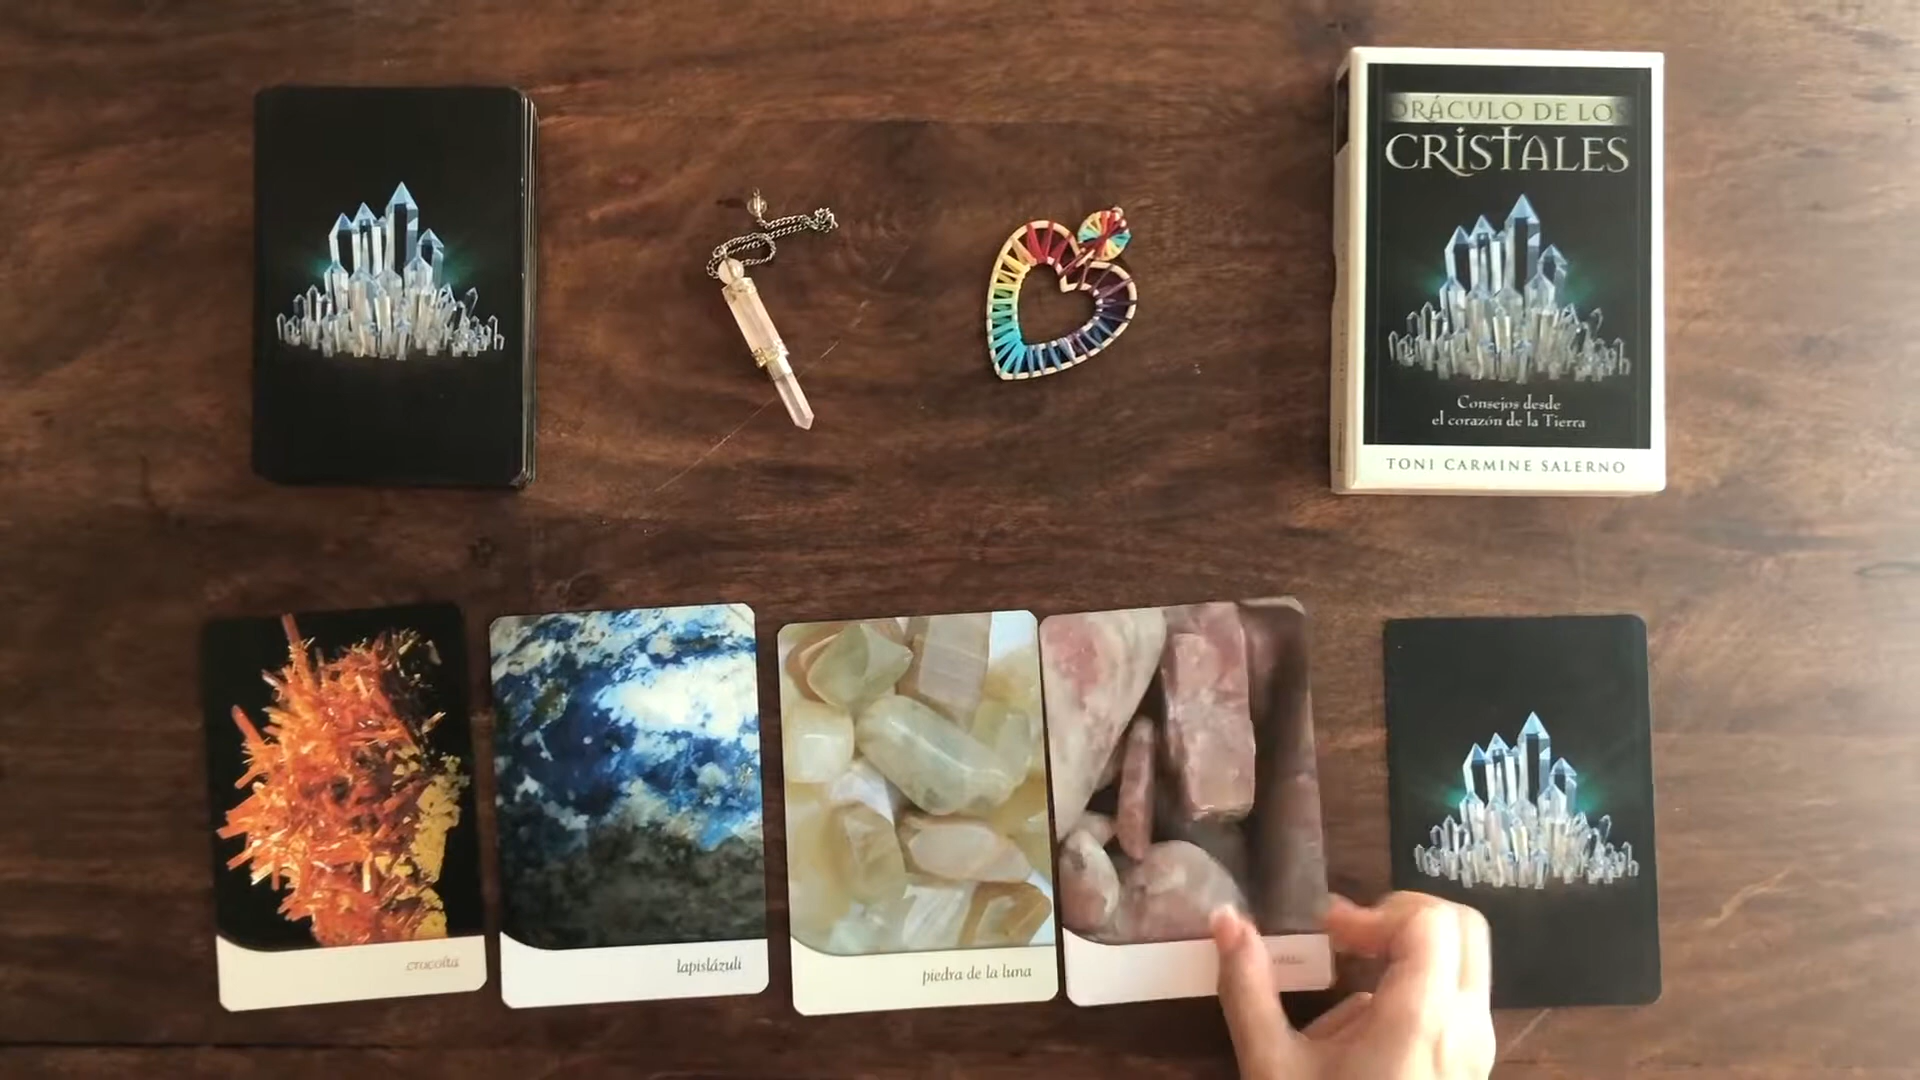 ORÁCULO DE LOS
CRISTALES
Consejos desde
el corazón de la Tierra
TONI CARMINE SALERNO
crocoíta
lapislázuli
piedra de la luna